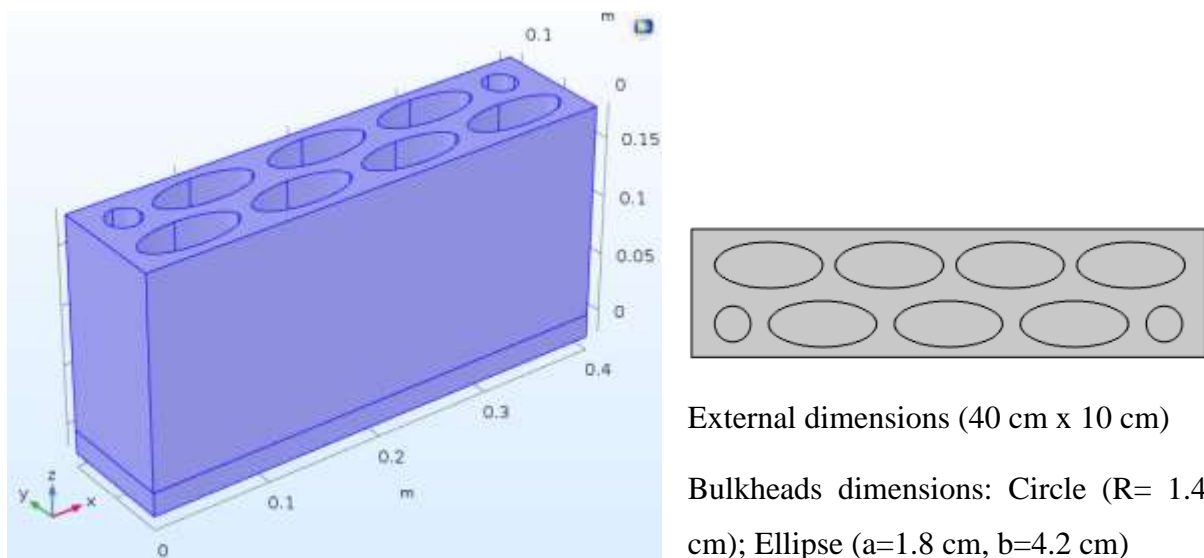 m
0.1
0
0.15
0.1
0.05
0
0.4
0.3
0.2
m
0.1
0
y
z
x
External dimensions (40 cm x 10 cm)
Bulkheads dimensions: Circle (R= 1.4
cm); Ellipse (a=1.8 cm, b=4.2 cm)